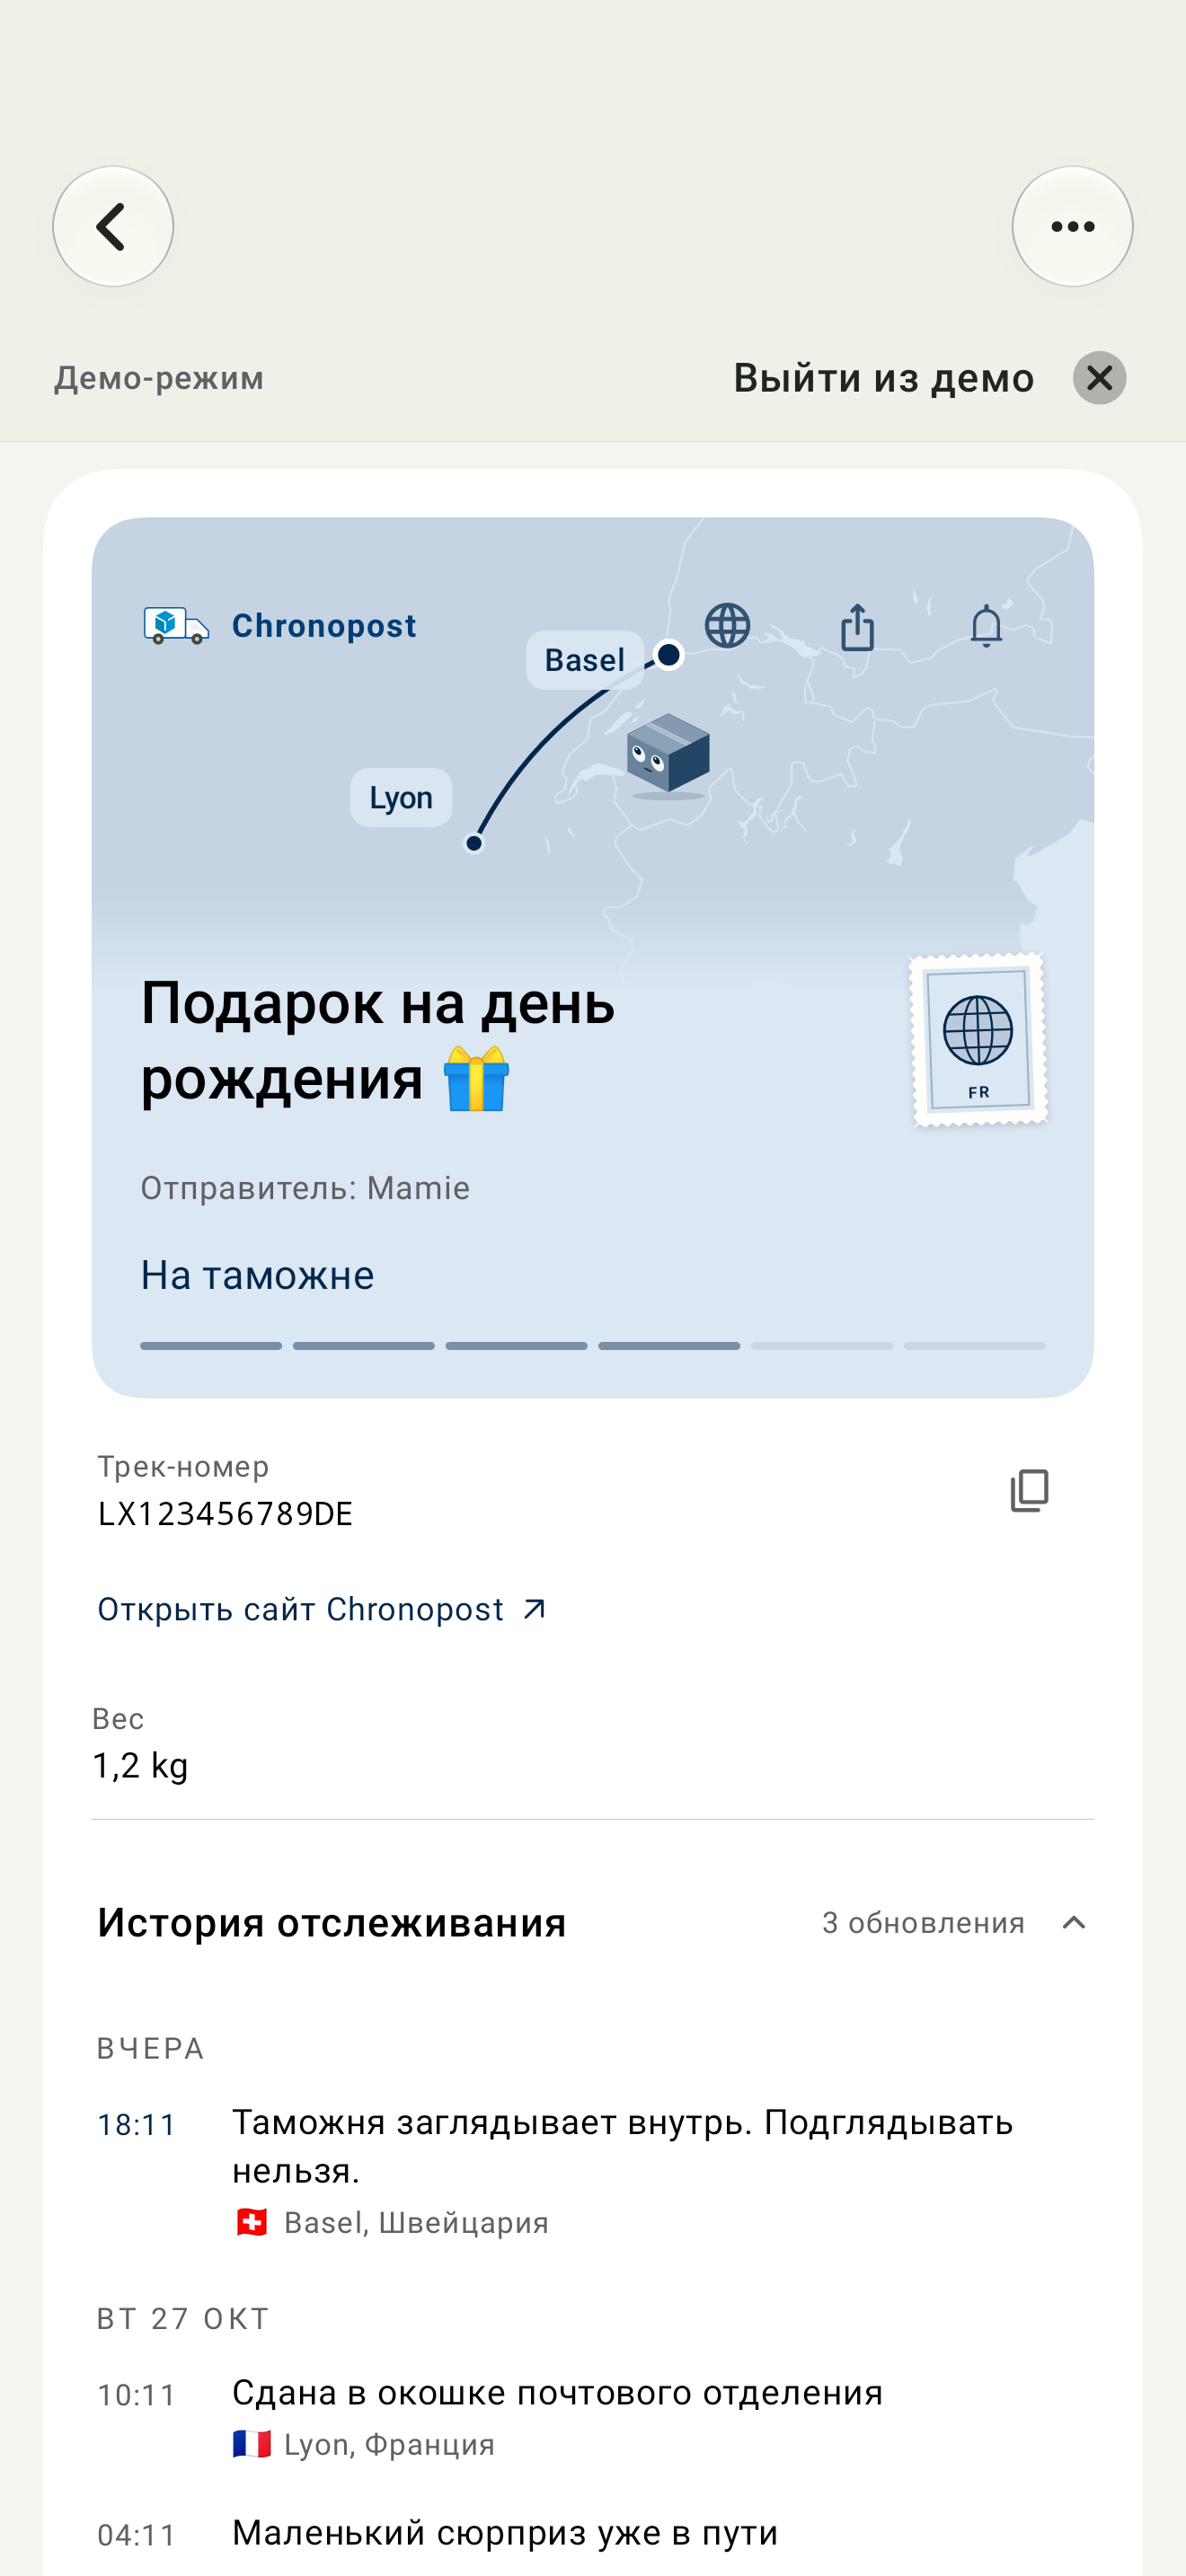 Демо-режим
Выйти из демо
Chronopost
Basel
Lyon
Подарок на день
рождения
FR
Отправитель: Mamie
На таможне
Трек-номер
LX123456789DE
Открыть сайт Chronopost
Вес
1,2 kg
История отслеживания
3 обновления
ВЧЕРА
18:11
Таможня заглядывает внутрь. Подглядывать
нельзя.
Basel, Швейцария
ВТ 27 ОКТ
10:11
Сдана в окошке почтового отделения
Lyon, Франция
04:11
Маленький сюрприз уже в пути